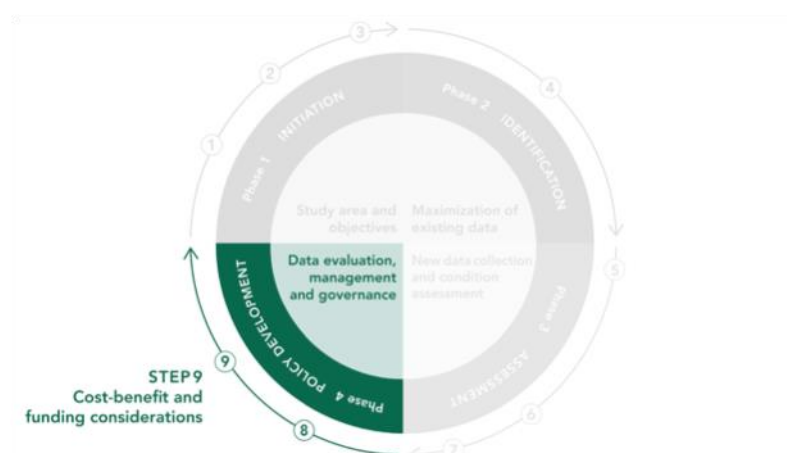 3
2
4
1
Phase 1 INITIATION
Phase 2 IDENTIFICATION
Study area and
objectives
Maximization of
existing data
Data evaluation,
management
and governance
New data collection
and condition
assessment
5
Phase 3 ASSESSMENT
Phase 4 POLICY DEVELOPMENT
9
STEP 9
Cost-benefit and
funding considerations
8
7
6